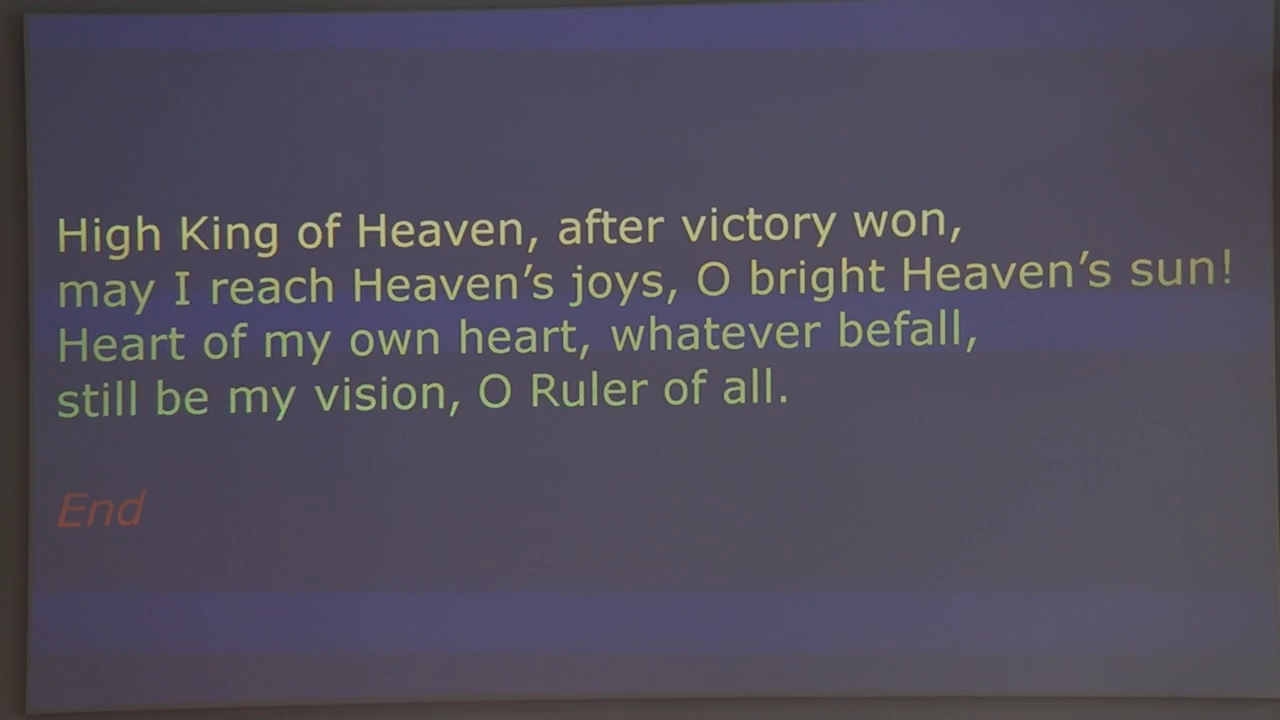 High King of Heaven, after victory won,
may I reach Heaven’s joys, O bright Heaven’s sun!
Heart of my own heart, whatever befall,
still be my vision, O Ruler of all.
End